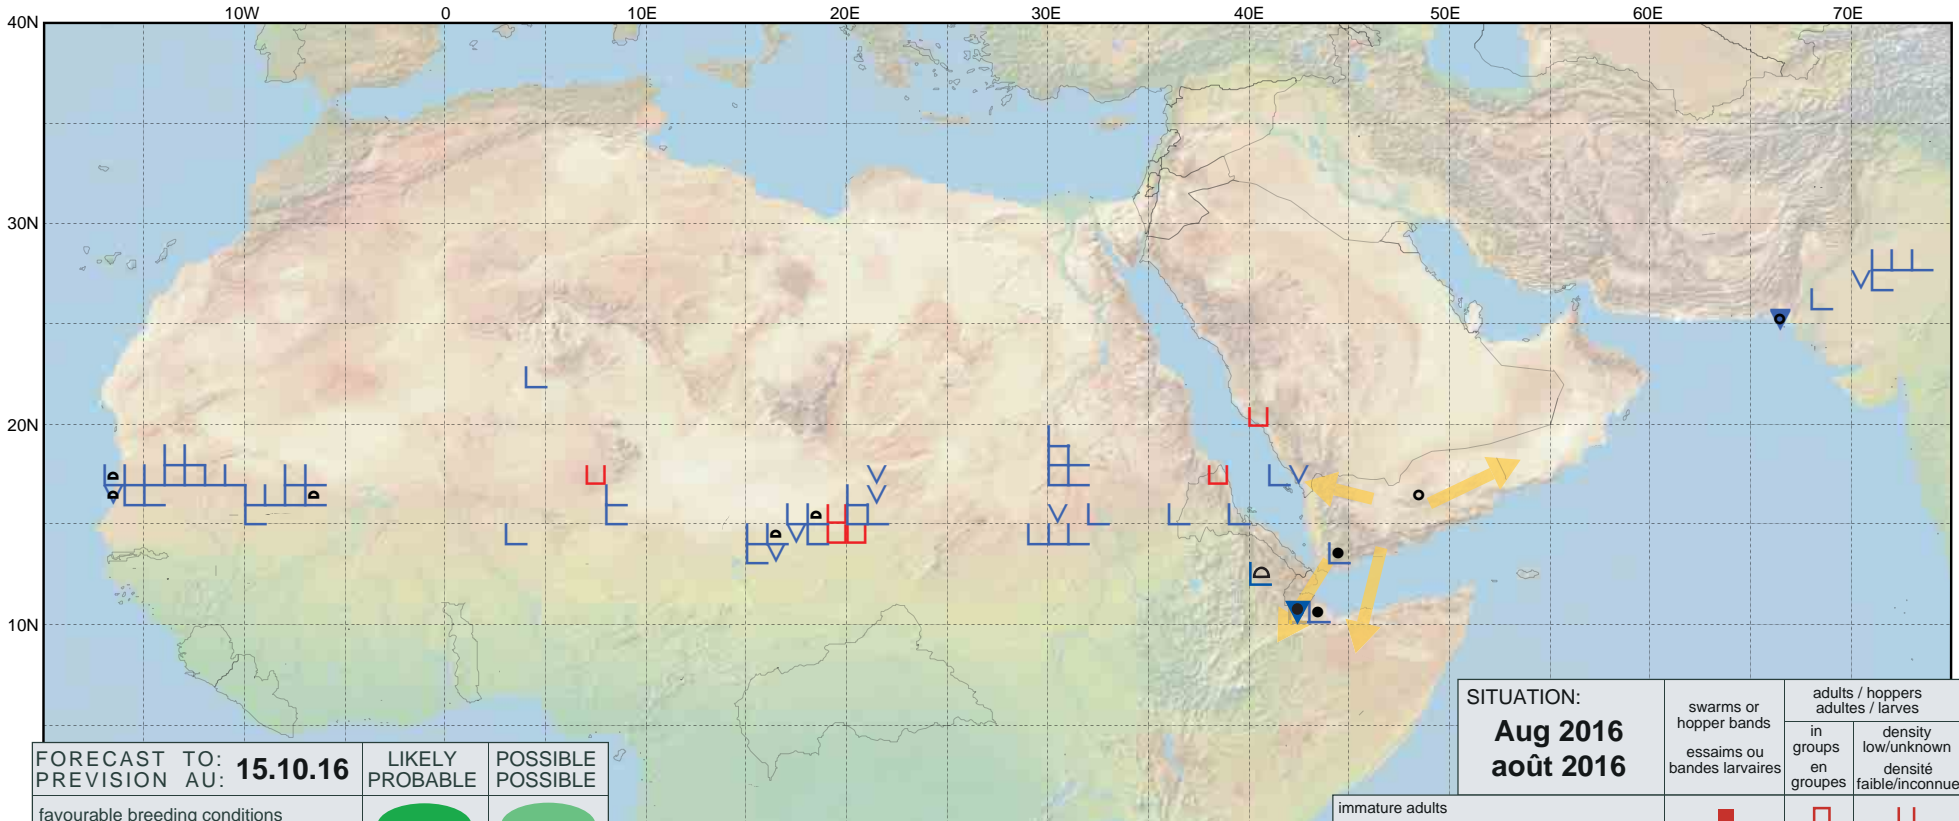 10W 0 10E 20E 30E 40E 50E 60E 70E
40N
30N
20N
10N
D
D
D
D
D
D
SITUATION:
Aug 2016
août 2016
swarms or
hopper bands
essaims ou
bandes larvaires
adults / hoppers
adultes / larves
in
groups
en
groupes
density
low/unknown
densité
faible/inconnue
FORECAST TO:
PREVISION AU:
15.10.16
LIKELY
PROBABLE
POSSIBLE
POSSIBLE
favourable breeding conditions
immature adults